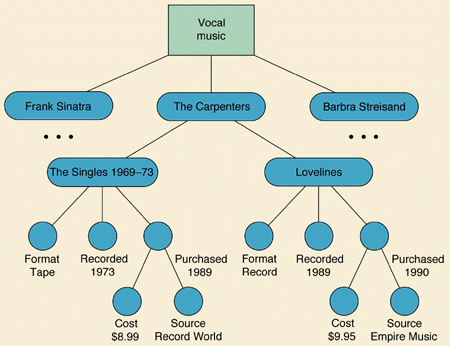 Vocal
music
Frank Sinatra
The Carpenters
Barbra Streisand
• • •
• • •
The Singles 1969–73
Lovelines
Format
Tape
Recorded
1973
Purchased
1989
Format
Record
Recorded
1989
Purchased
1990
Cost
$8.99
Source
Record World
Cost
$9.95
Source
Empire Music